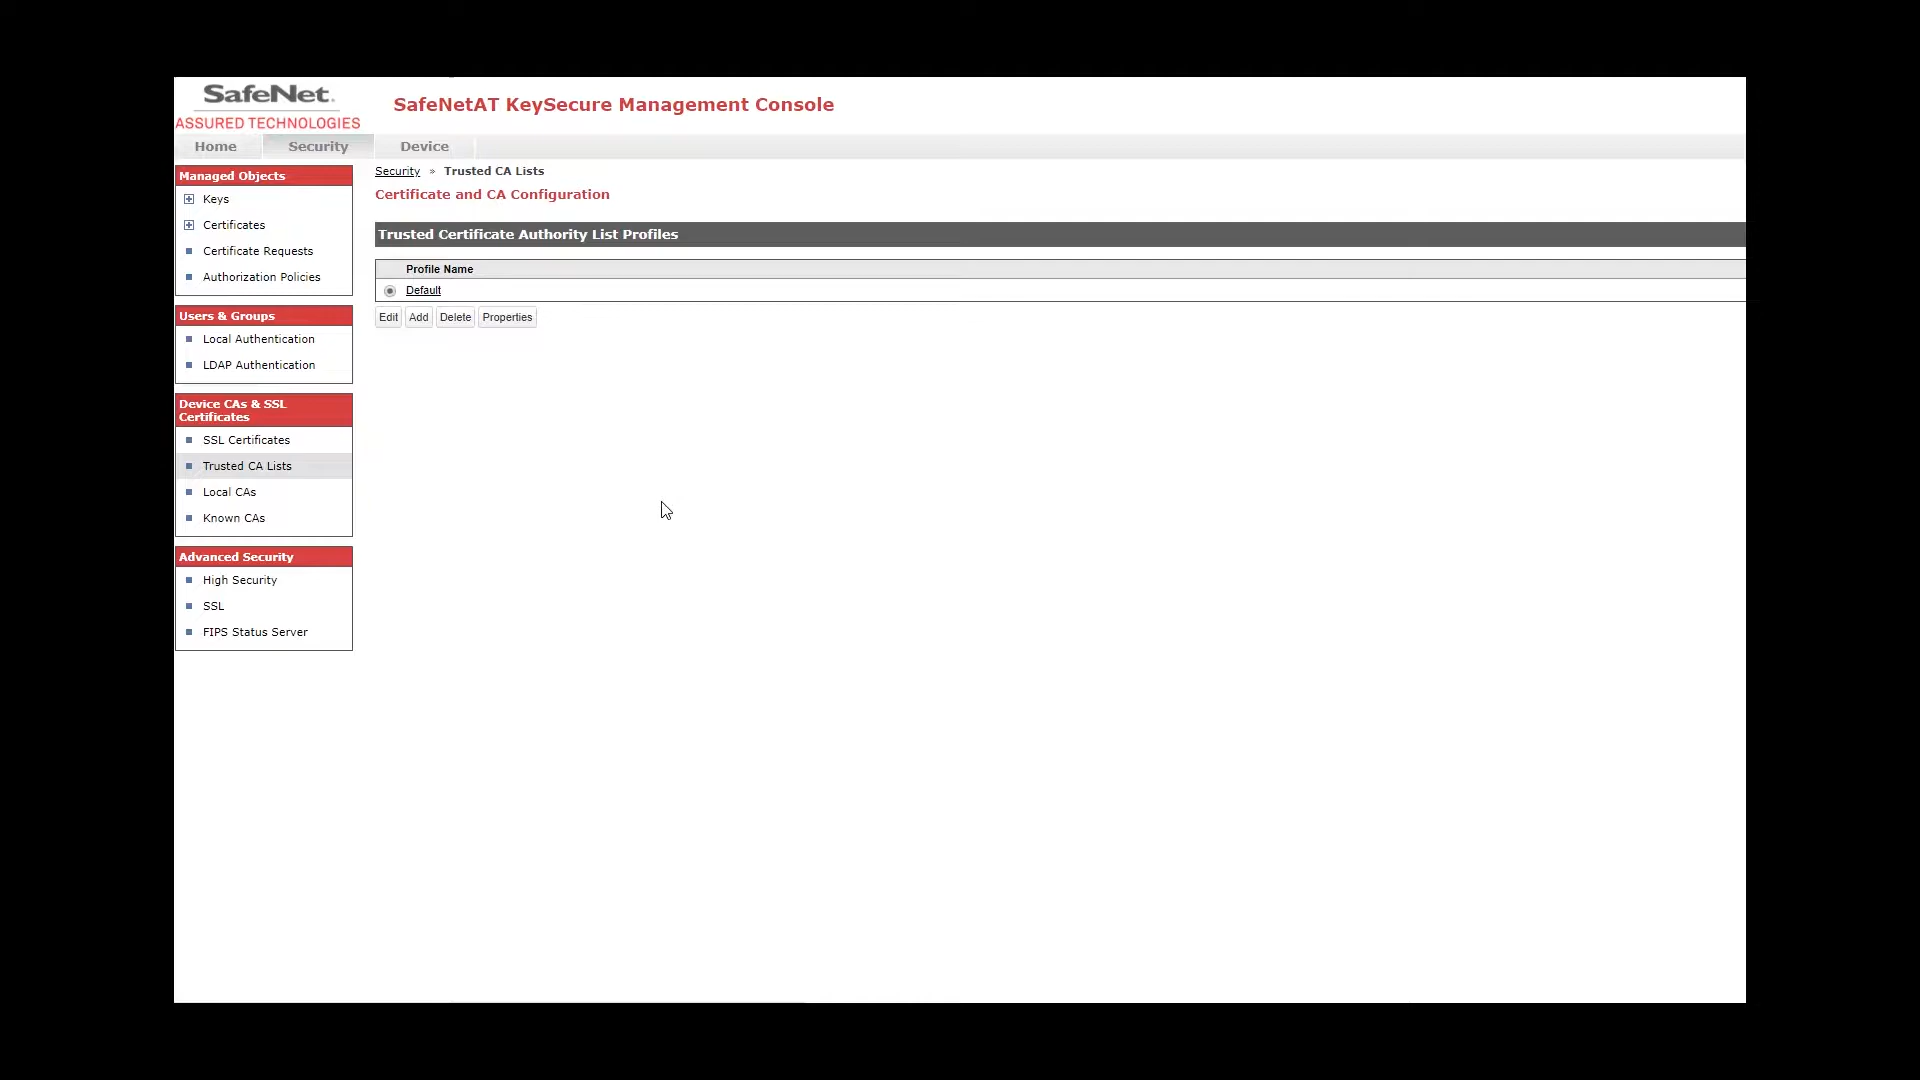 SafeNet.
ASSURED TECHNOLOGIES
SafeNetAT KeySecure Management Console
Home Security Device
Managed Objects
Keys
Certificates
Certificate Requests
Authorization Policies
Users & Groups
Local Authentication
LDAP Authentication
Device CAs & SSL
Certificates
SSL Certificates
Trusted CA Lists
Local CAs
Known CAs
Advanced Security
High Security
SSL
FIPS Status Server
Security » Trusted CA Lists
Certificate and CA Configuration
Trusted Certificate Authority List Profiles
Profile Name
Default
Edit Add Delete Properties